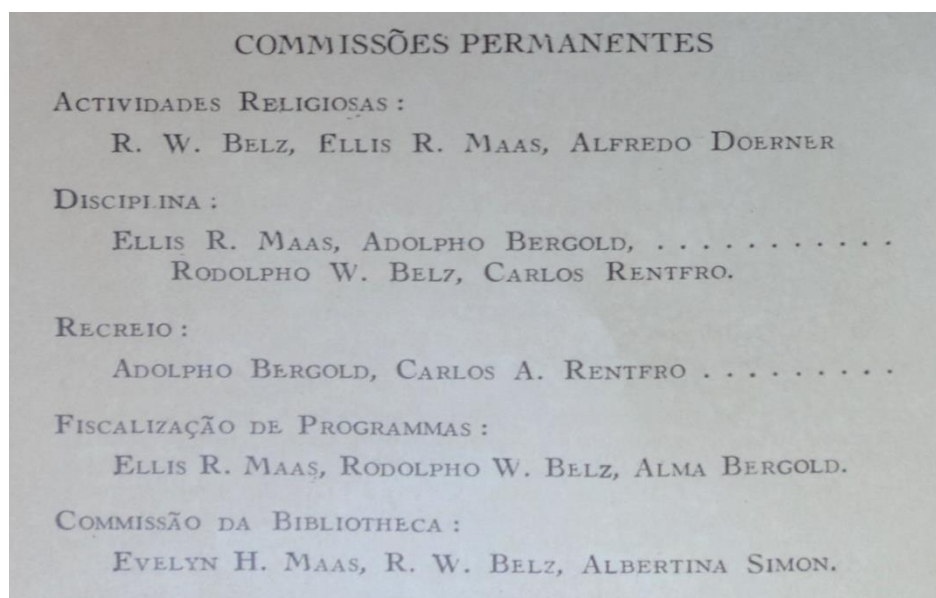 COMMISSÕES PERMANENTES
ACTIVIDADES RELIGIOSAS :
R. W. BELZ, ELLIS R. MAAS, ALFREDO DOERNER
DISCIPLINA :
ELLIS R. MAAS, ADOLPHO BERGOLD, . . . . . . . . . . . .
RODOLPHO W. BELZ, CARLOS RENTFRO.
RECREIO :
ADOLPHO BERGOLD, CARLOS A. RENTFRO . . . . . . . . .
FISCALIZAÇÃO DE PROGRAMMAS :
ELLIS R. MAAS, RODOLPHO W. BELZ, ALMA BERGOLD.
COMMISSÃO DA BIBLIOTHECA :
EVELYN H. MAAS, R. W. BELZ, ALBERTINA SIMON.